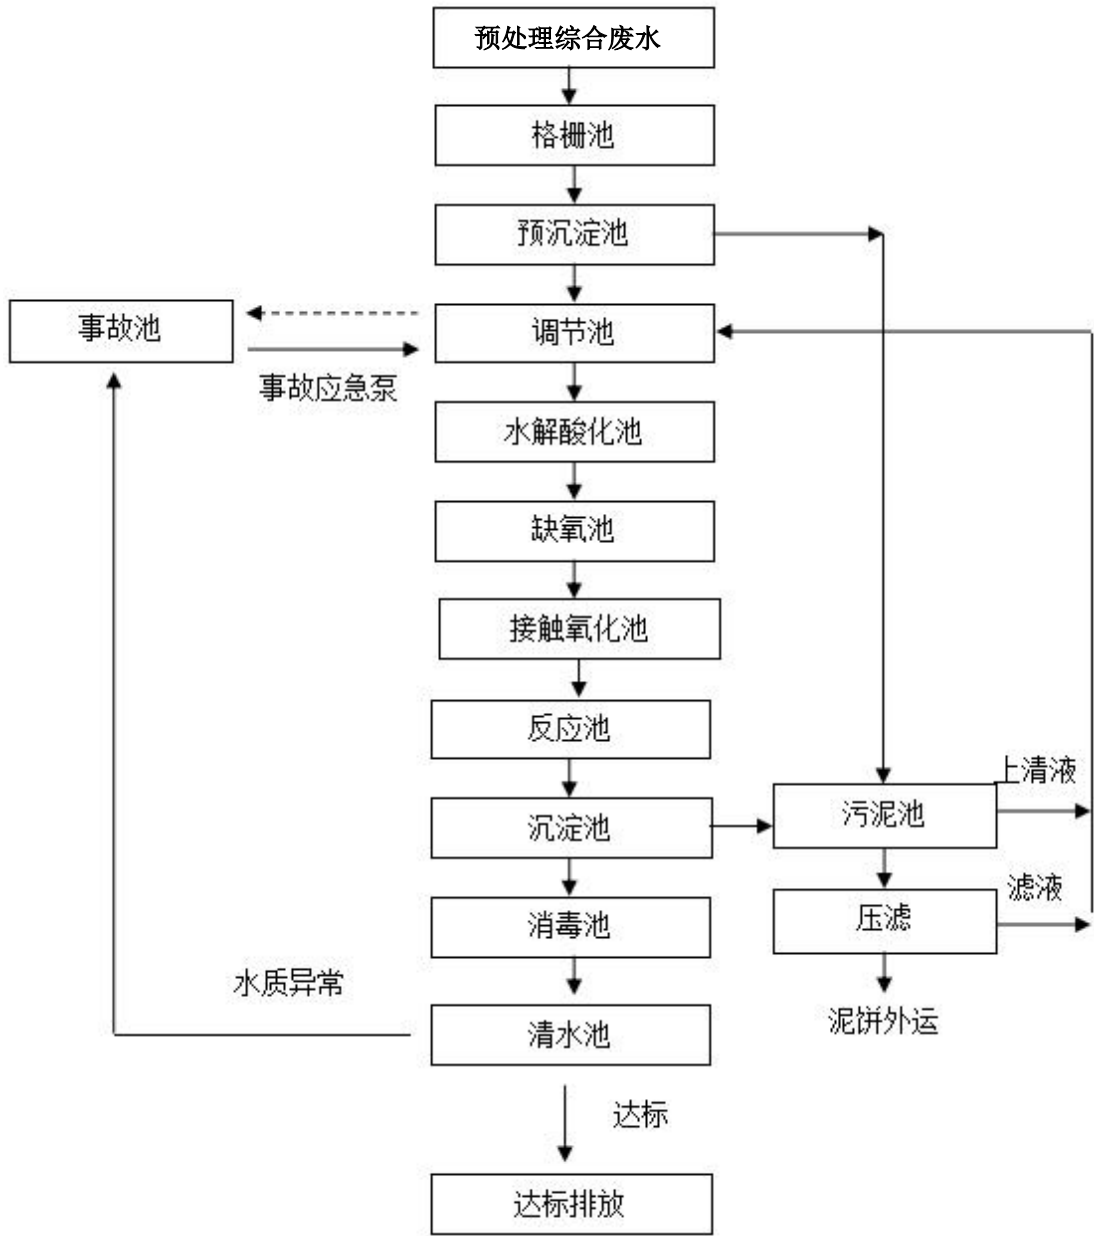 预处理综合废水
格栅池
预沉淀池
事故池
调节池
事故应急泵
水解酸化池
缺氧池
接触氧化池
反应池
上清液
沉淀池
污泥池
滤液
消毒池
压滤
水质异常
清水池
泥饼外运
达标
达标排放